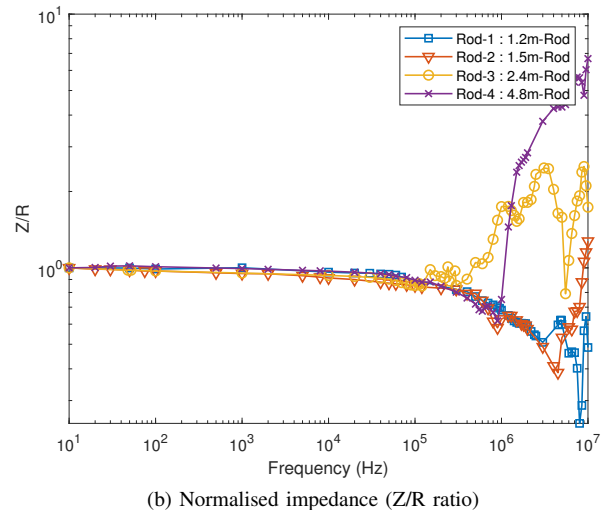 10^1
Rod-1 : 1.2m-Rod
Rod-2 : 1.5m-Rod
Rod-3 : 2.4m-Rod
Rod-4 : 4.8m-Rod
Z/R
10^0
10^1 10^2 10^3 10^4 10^5 10^6 10^7
Frequency (Hz)
(b) Normalised impedance (Z/R ratio)